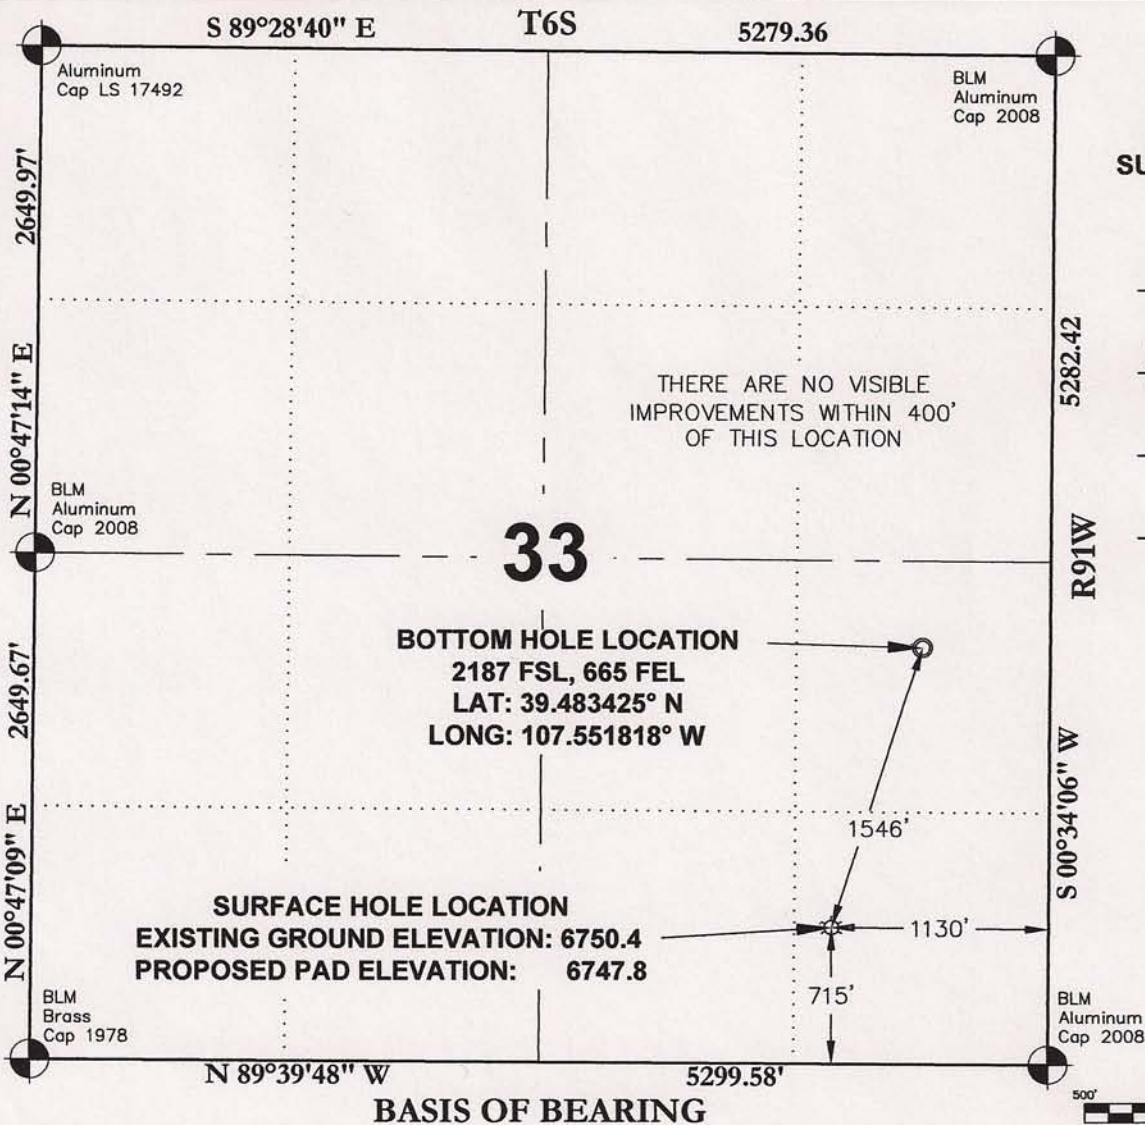 S 89°28'40" E
T6S
5279.36
Aluminum
Cap LS 17492
BLM
Aluminum
Cap 2008
SU
2649.97'
N 00°47'14" E
5282.42
THERE ARE NO VISIBLE
IMPROVEMENTS WITHIN 400'
OF THIS LOCATION
BLM
Aluminum
Cap 2008
33
R91W
BOTTOM HOLE LOCATION
2187 FSL, 665 FEL
LAT: 39.483425° N
LONG: 107.551818° W
2649.67'
N 00°47'09" E
S 00°34'06" W
1546'
SURFACE HOLE LOCATION
EXISTING GROUND ELEVATION: 6750.4
PROPOSED PAD ELEVATION: 6747.8
1130'
715'
BLM
Brass
Cap 1978
BLM
Aluminum
Cap 2008
N 89°39'48" W
5299.58'
BASIS OF BEARING
500'